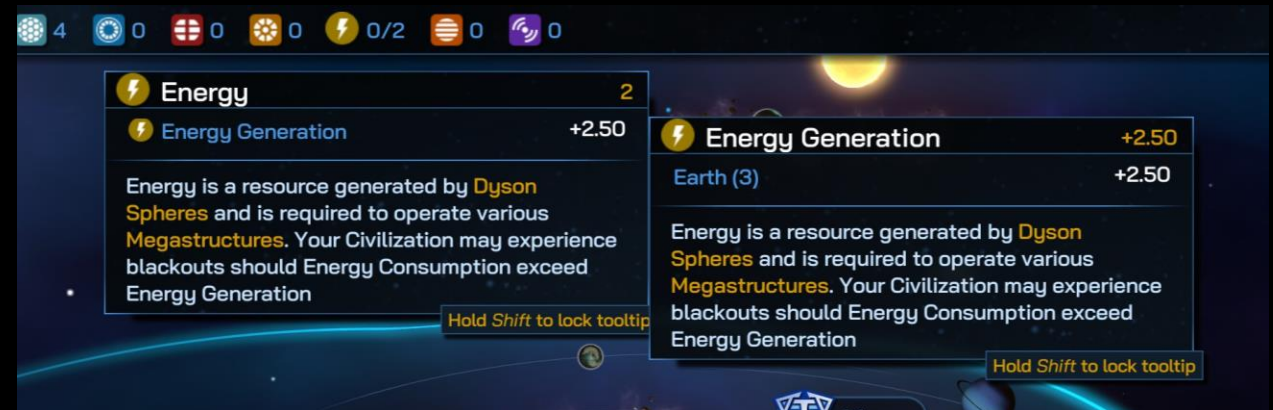 4 0 0 0 0/2 0 0
Energy 2
Energy Generation +2.50
Energy is a resource generated by Dyson
Spheres and is required to operate various
Megastructures. Your Civilization may experience
blackouts should Energy Consumption exceed
Energy Generation
Hold Shift to lock tooltip
Energy Generation +2.50
Earth (3) +2.50
Energy is a resource generated by Dyson
Spheres and is required to operate various
Megastructures. Your Civilization may experience
blackouts should Energy Consumption exceed
Energy Generation
Hold Shift to lock tooltip